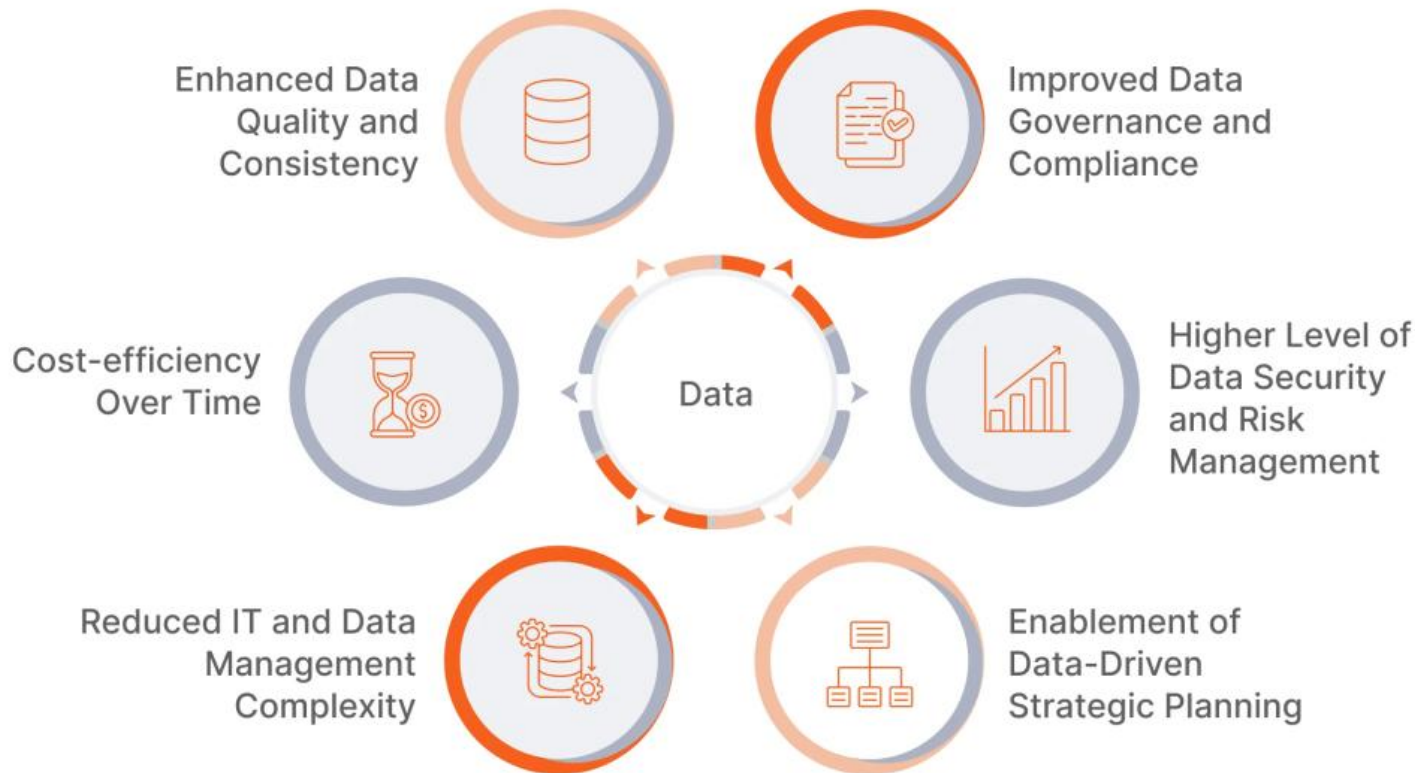 Enhanced Data
Quality and
Consistency
Improved Data
Governance and
Compliance
Cost-efficiency
Over Time
$
Data
Higher Level of
Data Security
and Risk
Management
Reduced IT and Data
Management
Complexity
Enablement of
Data-Driven
Strategic Planning